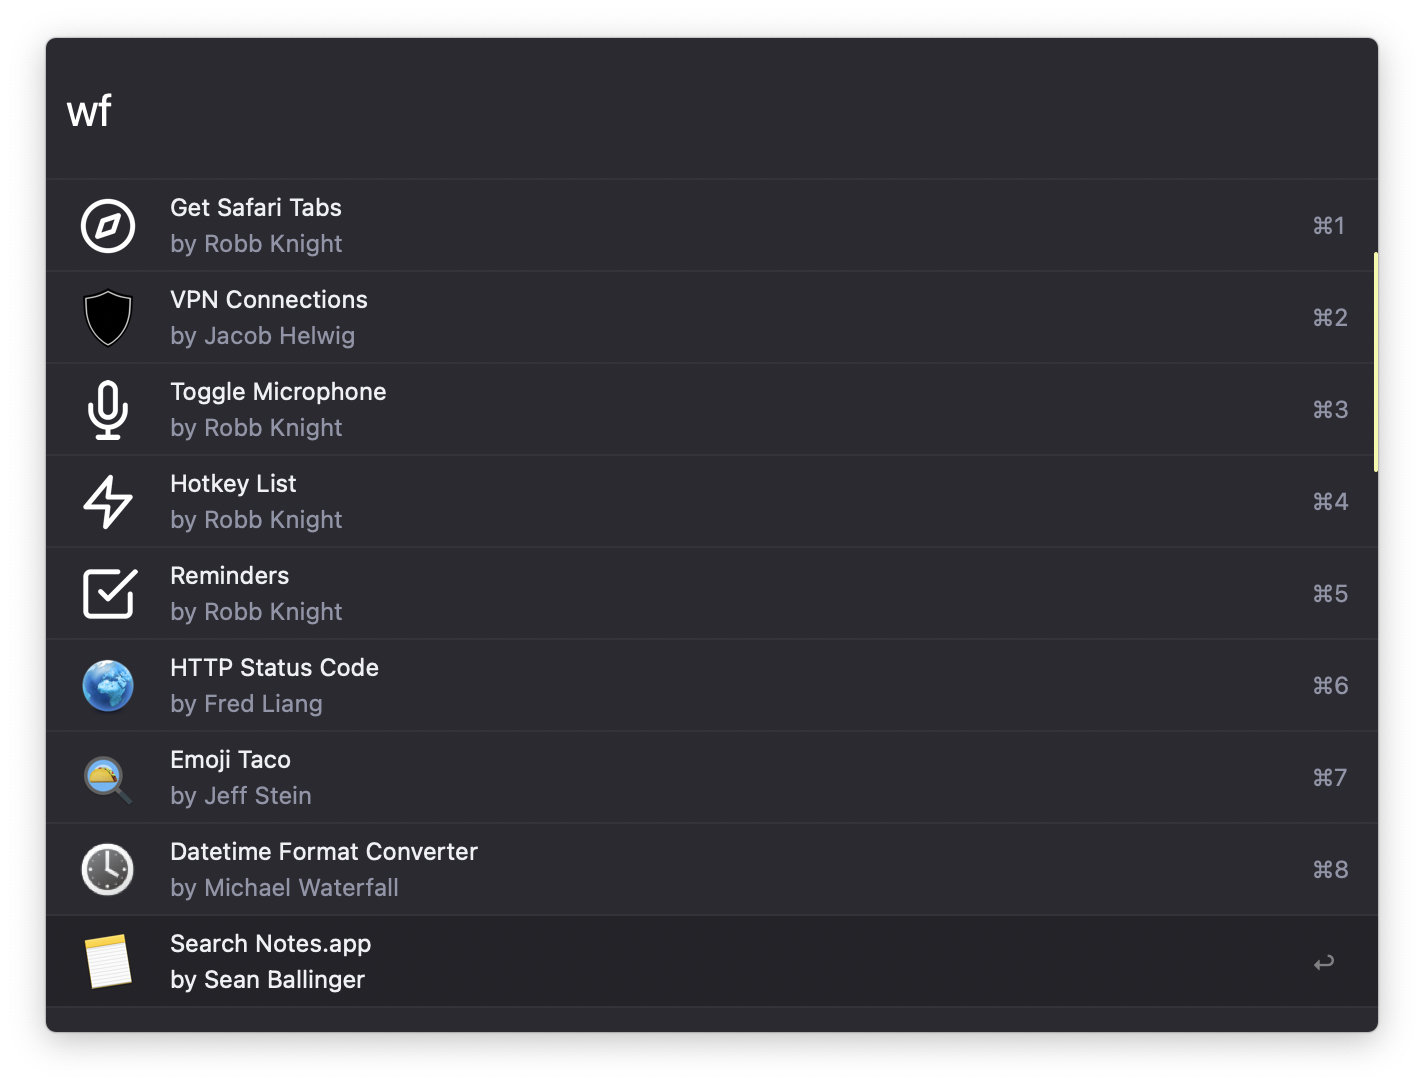 wf
Get Safari Tabs
by Robb Knight
⌘1
VPN Connections
by Jacob Helwig
⌘2
Toggle Microphone
by Robb Knight
⌘3
Hotkey List
by Robb Knight
⌘4
Reminders
by Robb Knight
⌘5
HTTP Status Code
by Fred Liang
⌘6
Emoji Taco
by Jeff Stein
⌘7
Datetime Format Converter
by Michael Waterfall
⌘8
Search Notes.app
by Sean Ballinger
↩